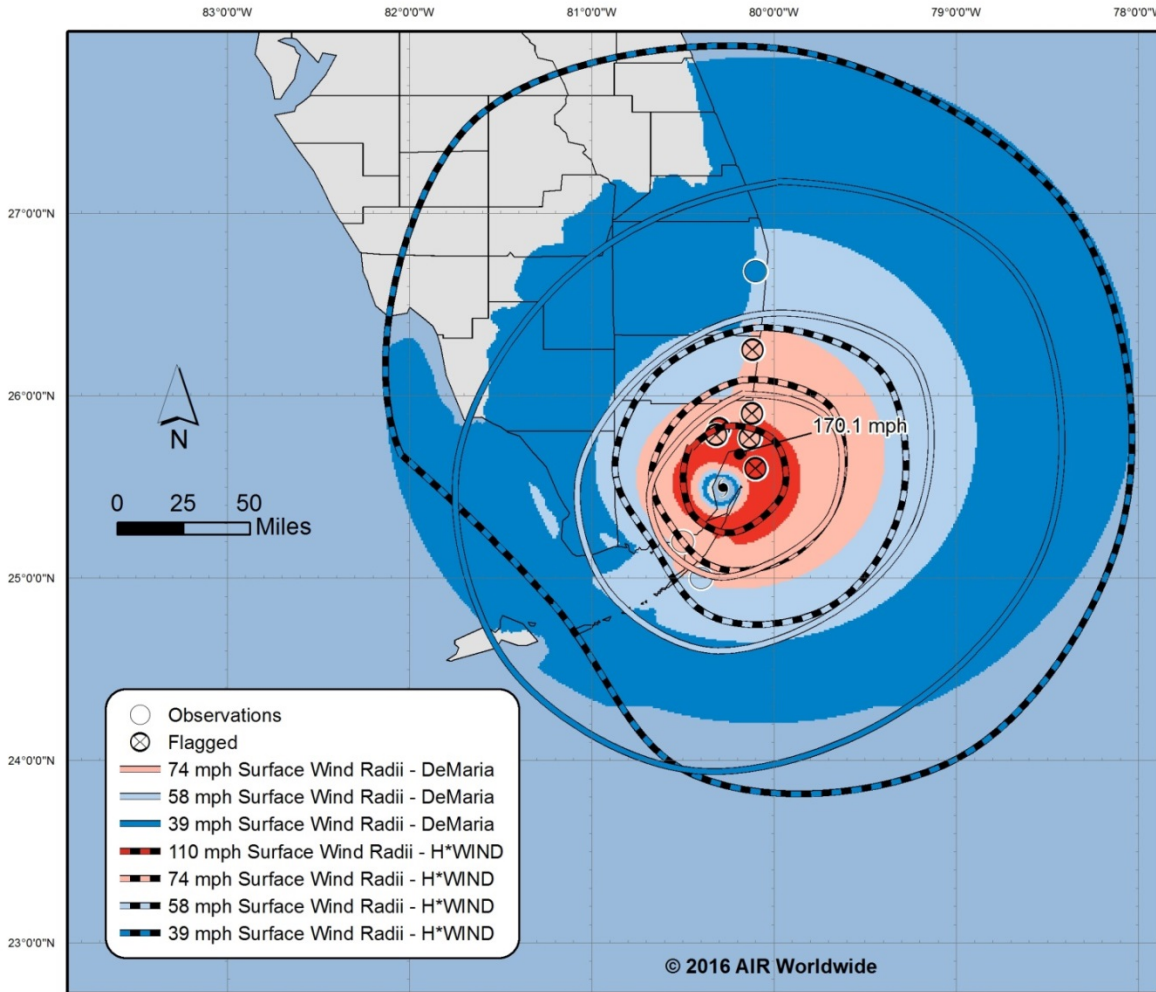 83°0'0"W 82°0'0"W 81°0'0"W 80°0'0"W 79°0'0"W 78°0'0"W
27°0'0"N
26°0'0"N
170.1 mph
N
0 25 50
Miles
25°0'0"N
24°0'0"N
23°0'0"N
Observations
Flagged
74 mph Surface Wind Radii - DeMaria
58 mph Surface Wind Radii - DeMaria
39 mph Surface Wind Radii - DeMaria
110 mph Surface Wind Radii - H*WIND
74 mph Surface Wind Radii - H*WIND
58 mph Surface Wind Radii - H*WIND
39 mph Surface Wind Radii - H*WIND
© 2016 AIR Worldwide